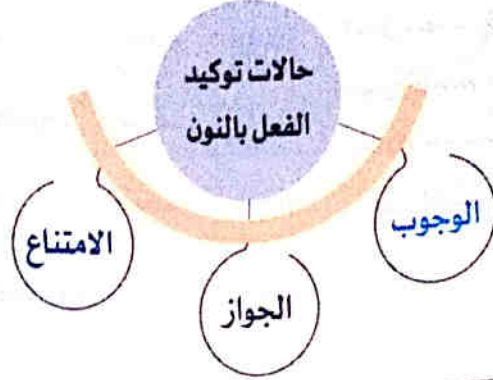 حالات توكيد
الفعل بالنون
الوجوب
الجواز
الامتناع